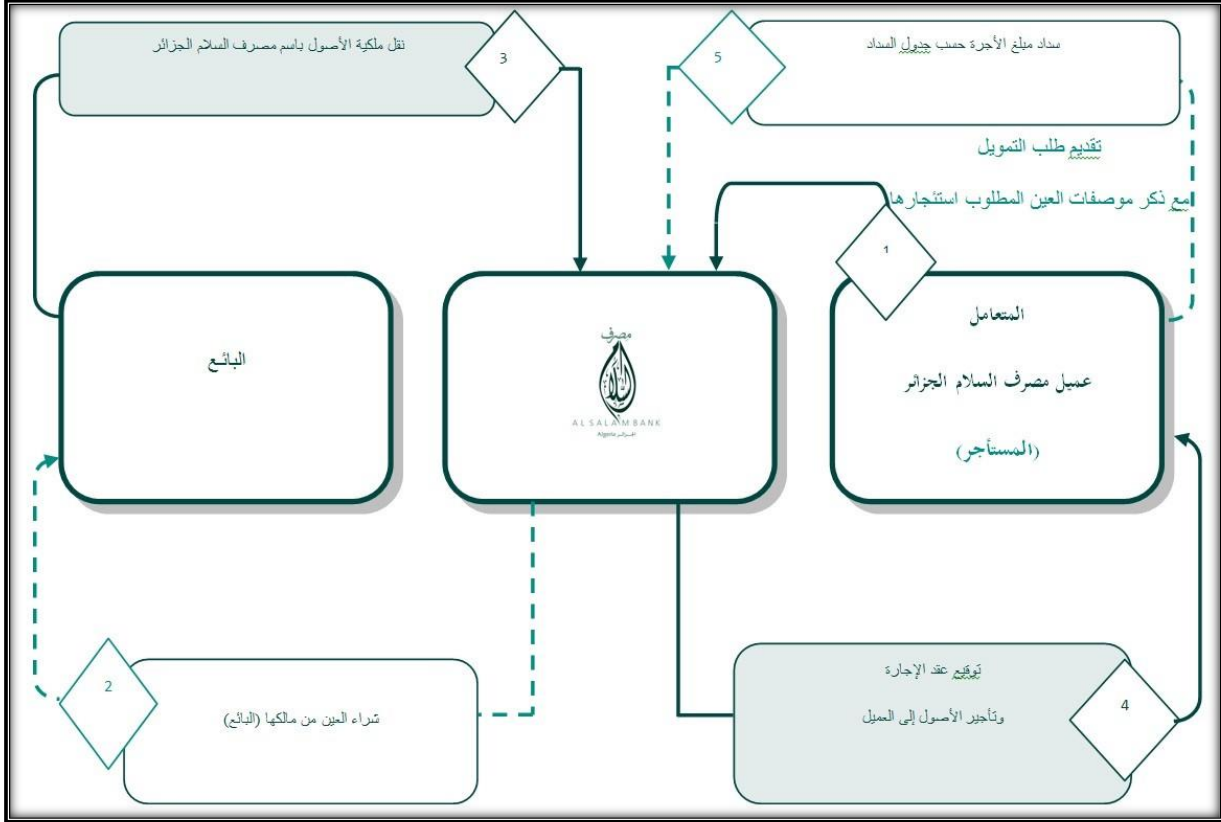 نقل ملكية الأصول باسم مصرف السلام الجزائر
3
5
سداد مبلغ الأجرة حسب جدول السداد
تقديم طلب التمويل
مع ذكر موصفات العين المطلوب استئجارها
1
المتعامل
عميل مصرف السلام الجزائر
(المستأجر)
مصرف
السلام
AL SALAM BANK
Algeria الجزائر
البائع
2
شراء العين من مالكها (البائع)
توقيع عقد الإجارة
وتأجير الأصول إلى العميل
4